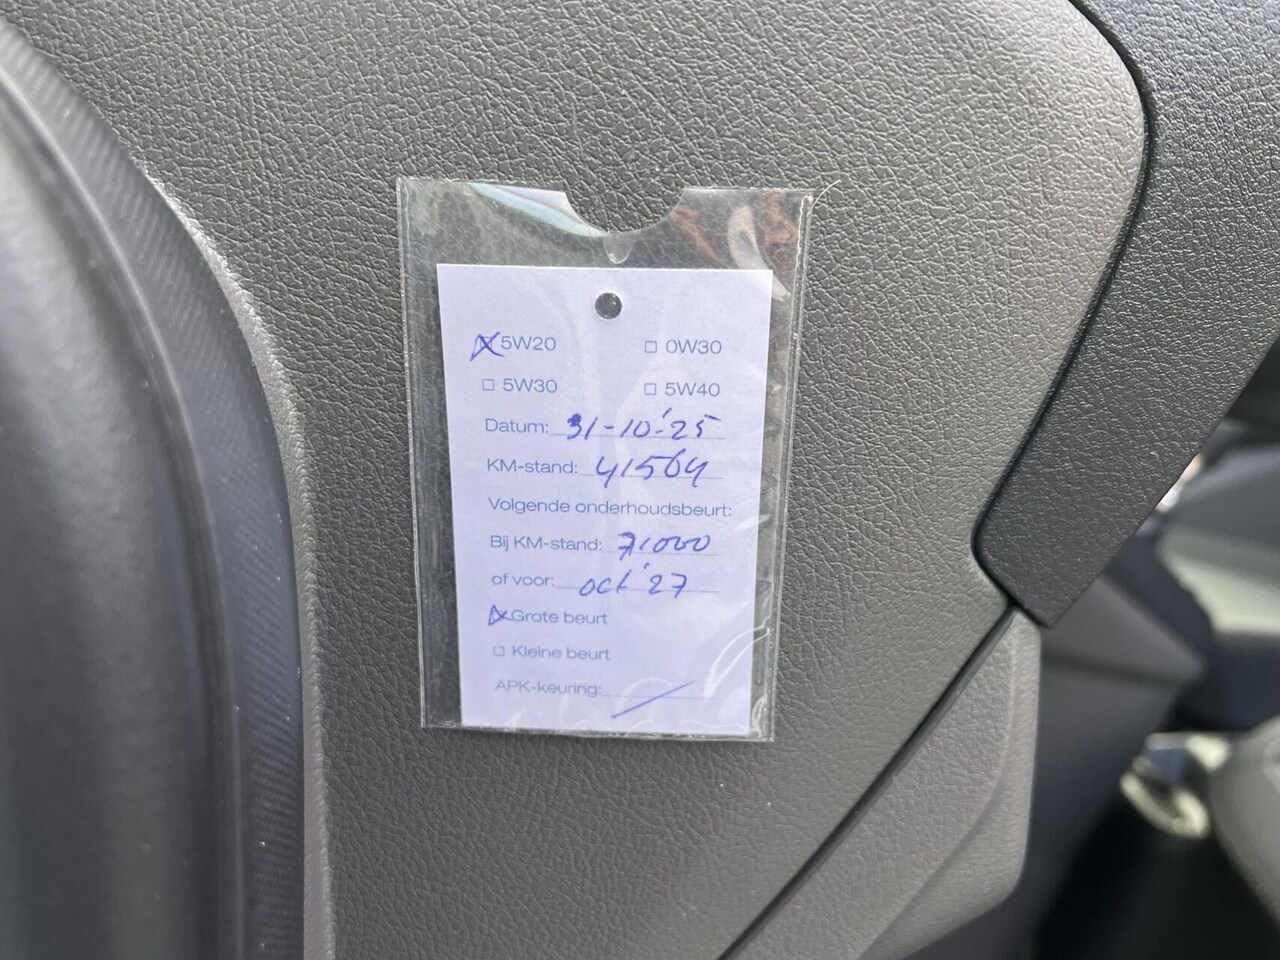 5W20 0W30
5W30 5W40
Datum: 31-10-'25
KM-stand: 41564
Volgende onderhoudsbeurt:
Bij KM-stand: 71000
of voor: oct '27
Grote beurt
Kleine beurt
APK-keuring: /